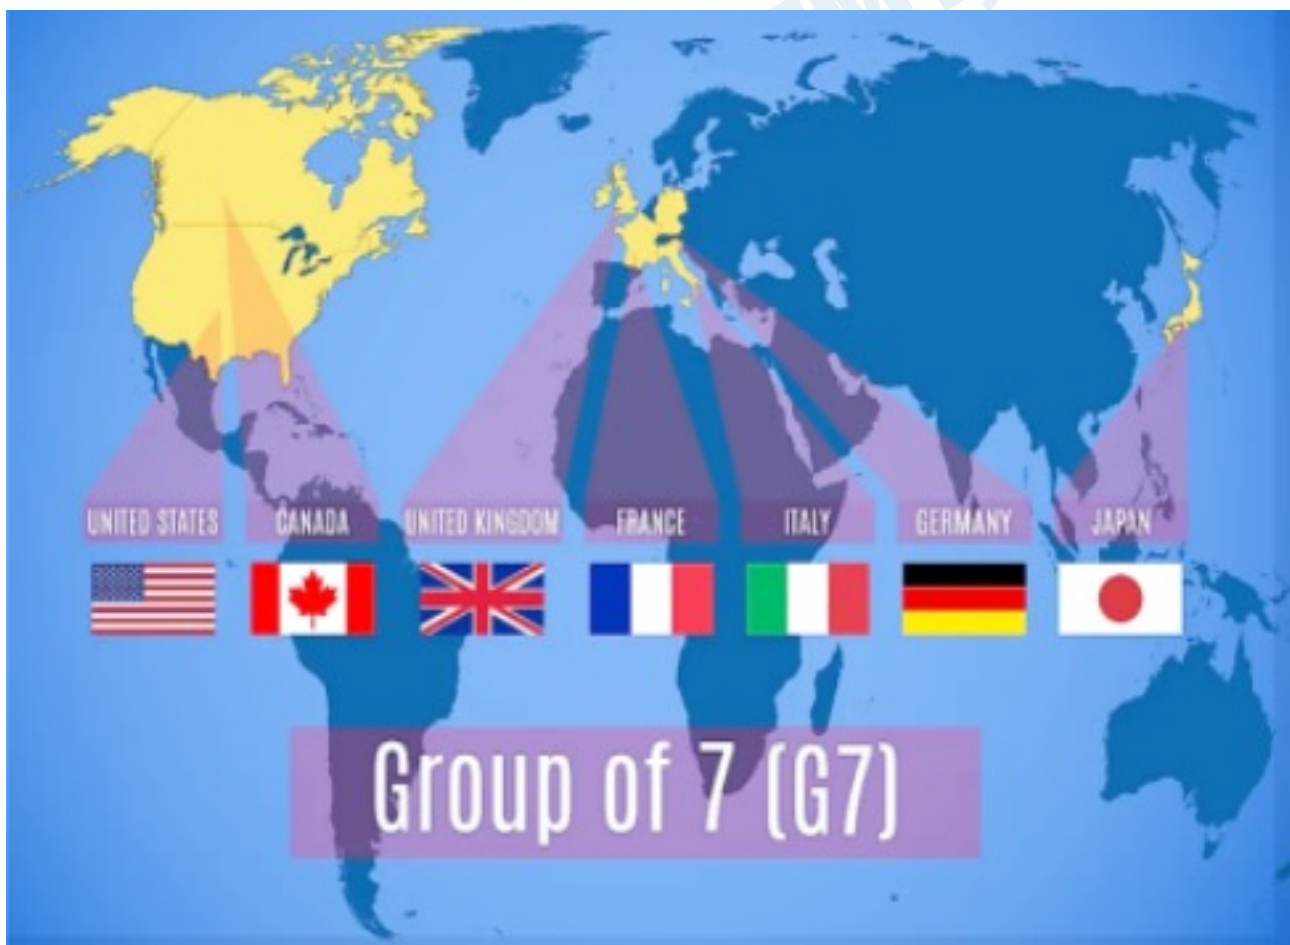 UNITED STATES
CANADA
UNITED KINGDOM
FRANCE
ITALY
GERMANY
JAPAN
Group of 7 (G7)